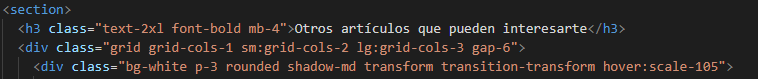 <section>
<h3 class="text-2xl font-bold mb-4">Otros artículos que pueden interesarte</h3>
<div class="grid grid-cols-1 sm:grid-cols-2 lg:grid-cols-3 gap-6">
<div class="bg-white p-3 rounded shadow-md transform transition-transform hover:scale-105">